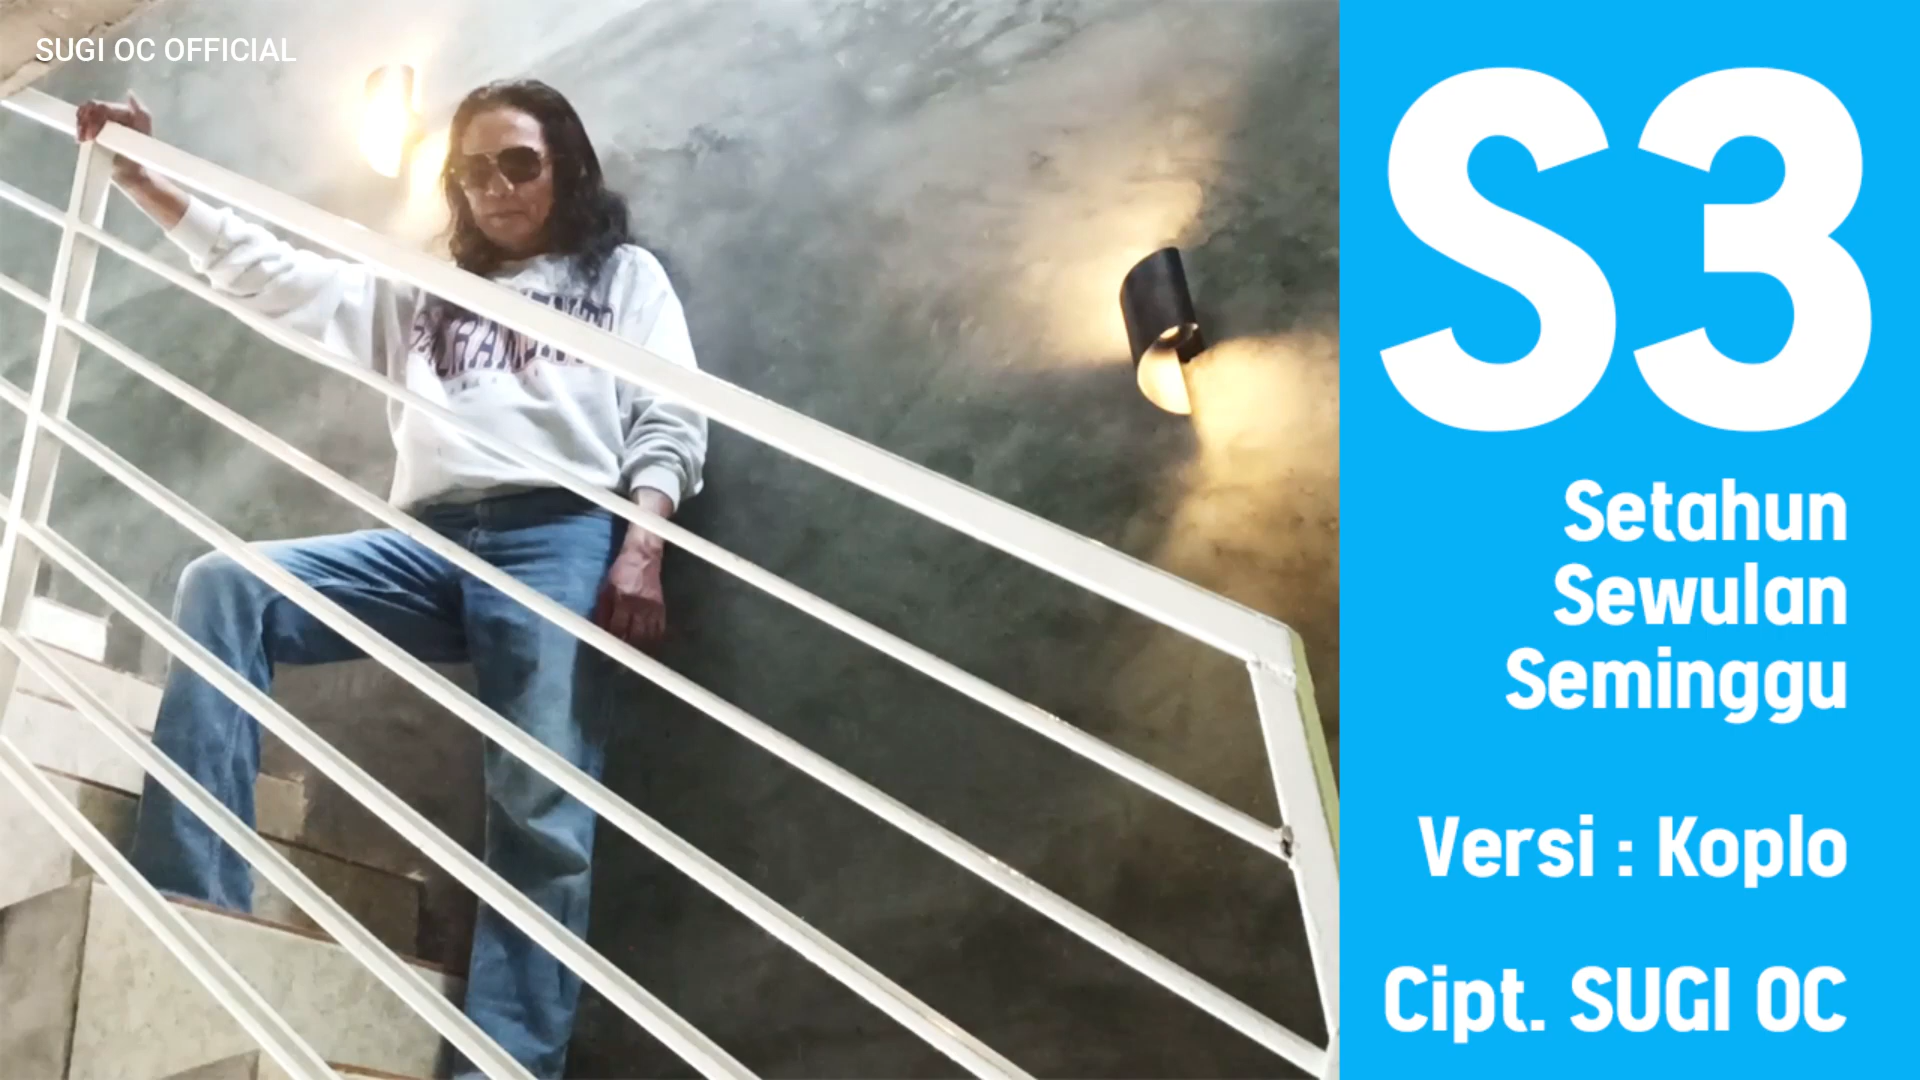 SUGI OC OFFICIAL
S3
Setahun
Sewulan
Seminggu
Versi : Koplo
Cipt. SUGI OC